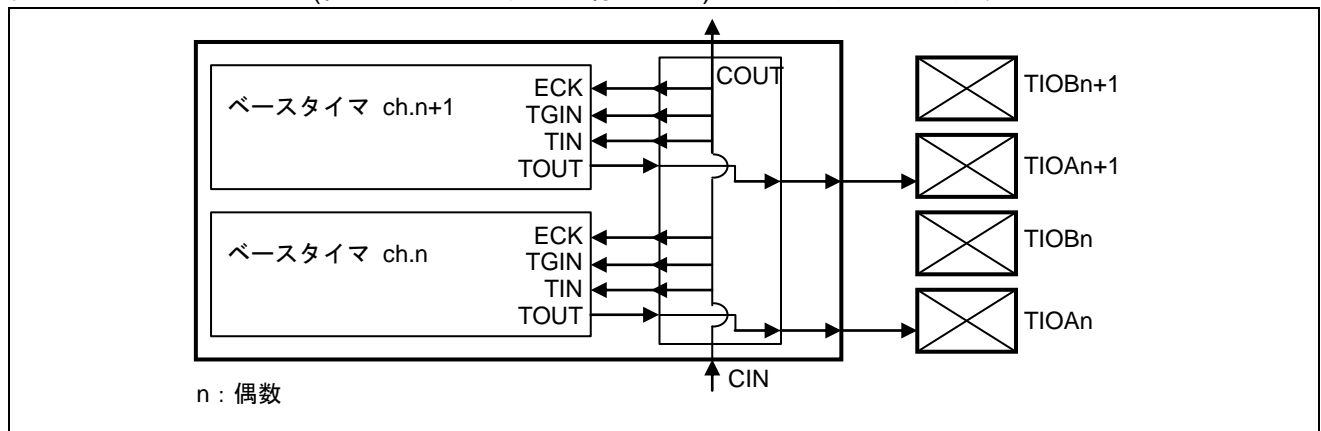 COUT
ECK
ベースタイマ ch.n+1
TGIN
TIN
TOUT
TIOBn+1
TIOAn+1
ECK
ベースタイマ ch.n
TGIN
TIN
TOUT
TIOBn
TIOAn
CIN
n:偶数